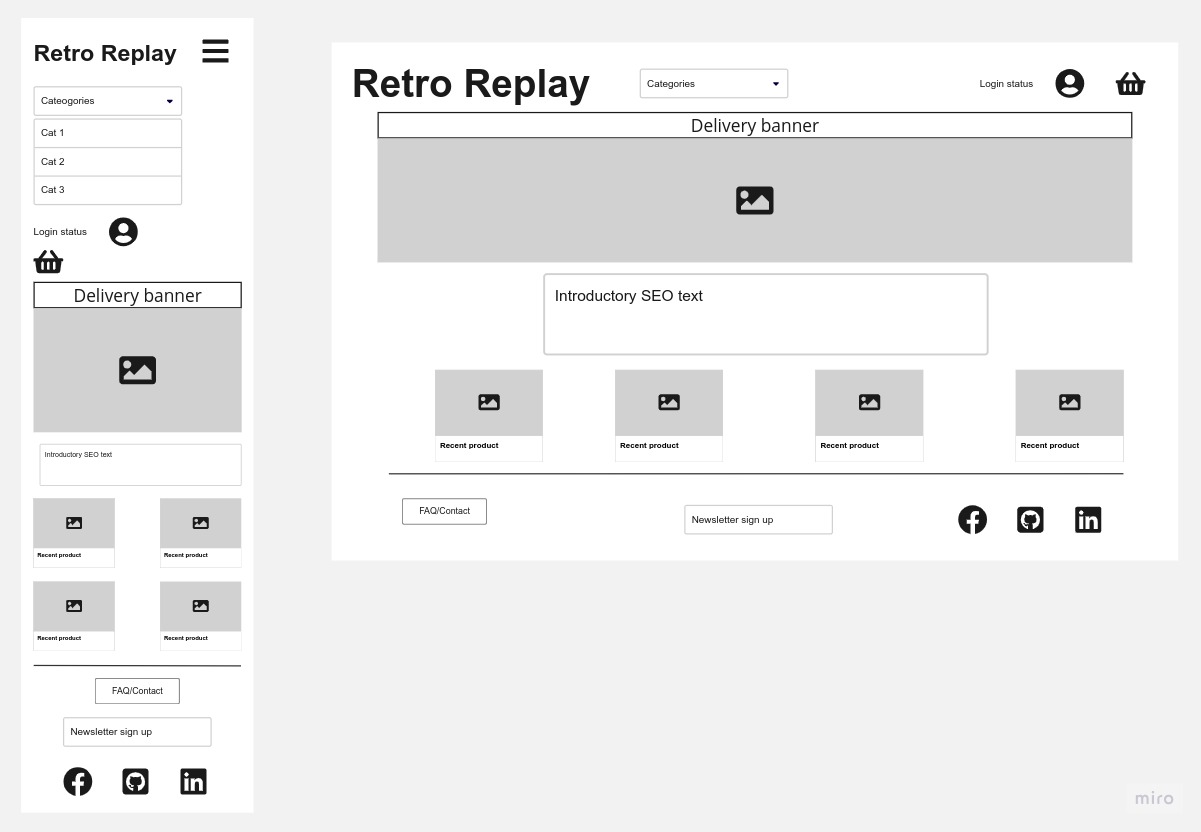 Retro Replay
Cateogories
Cat 1
Cat 2
Cat 3
Login status
Delivery banner
Introductory SEO text
Recent product
Recent product
Recent product
Recent product
FAQ/Contact
Newsletter sign up
in
Retro Replay
Categories
Login status
Delivery banner
Introductory SEO text
Recent product
Recent product
Recent product
Recent product
FAQ/Contact
Newsletter sign up
in
miro